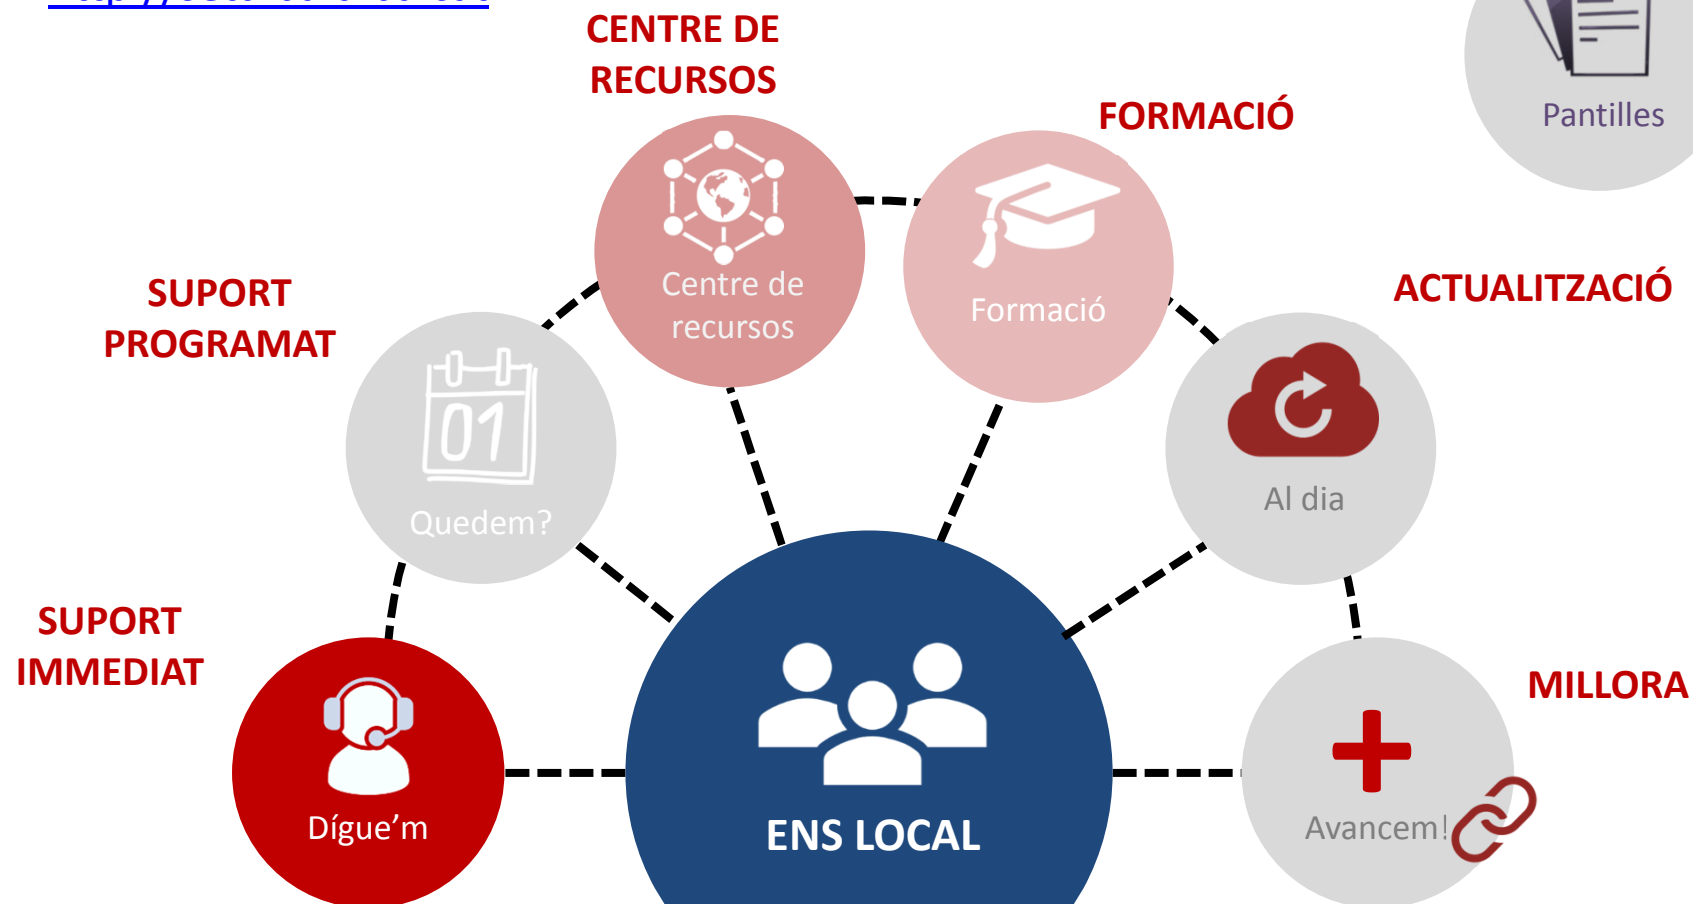 CENTRE DE
RECURSOS
FORMACIÓ
Pantilles
SUPORT
PROGRAMAT
Centre de
recursos
Formació
ACTUALITZACIÓ
01
Quedem?
Al dia
SUPORT
IMMEDIAT
MILLORA
Dígue'm
ENS LOCAL
Avancem!